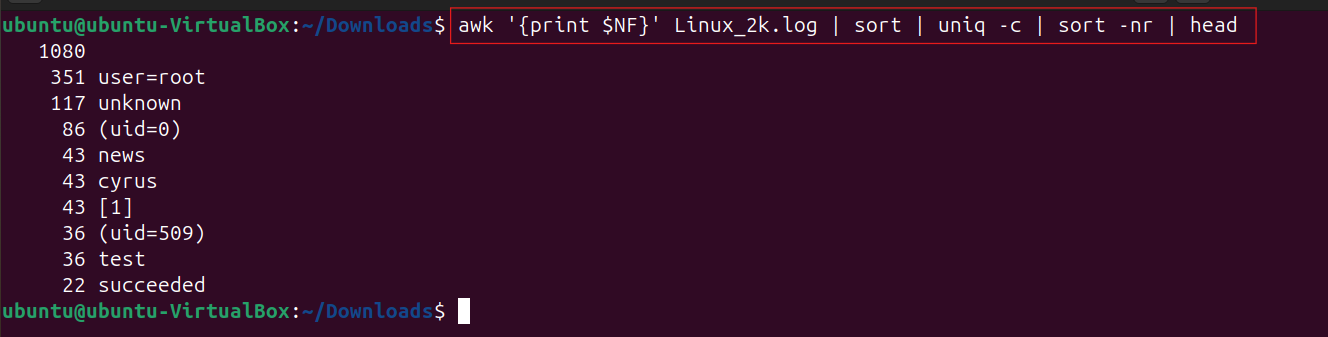 ubuntu@ubuntu-VirtualBox:~/Downloads$ awk '{print $NF}' Linux_2k.log | sort | uniq -c | sort -nr | head
1080
351 user=root
117 unknown
86 (uid=0)
43 news
43 cyrus
43 [1]
36 (uid=509)
36 test
22 succeeded
ubuntu@ubuntu-VirtualBox:~/Downloads$